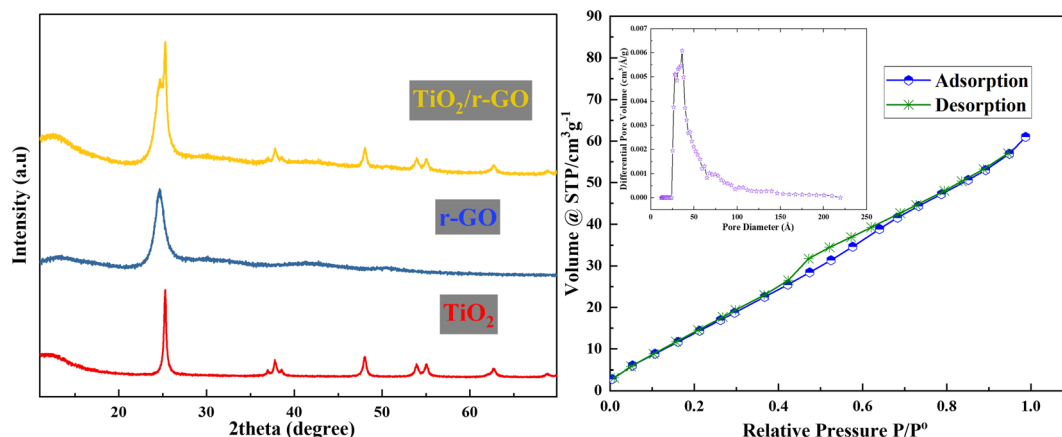 Intensity (a.u)
TiO₂/r-GO
r-GO
TiO₂
20 30 40 50 60
2theta (degree)
Volume @ STP/cm³g⁻¹
90
80
70
60
50
40
30
20
10
0
0.0 0.2 0.4 0.6 0.8 1.0
Relative Pressure P/P⁰
Differential Pore Volume (cm³/Å/g)
0.007
0.006
0.005
0.004
0.003
0.002
0.001
0.000
0 50 100 150 200 250
Pore Diameter (Å)
Adsorption
Desorption